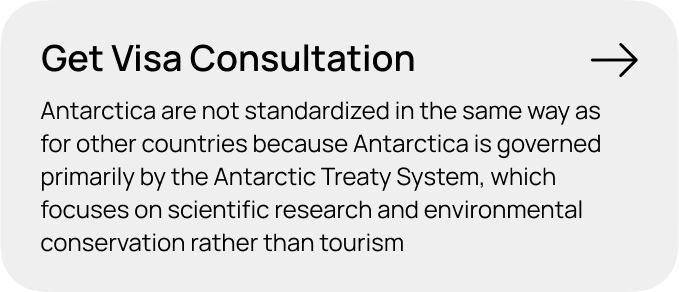 Get Visa Consultation
Antarctica are not standardized in the same way as
for other countries because Antarctica is governed
primarily by the Antarctic Treaty System, which
focuses on scientific research and environmental
conservation rather than tourism